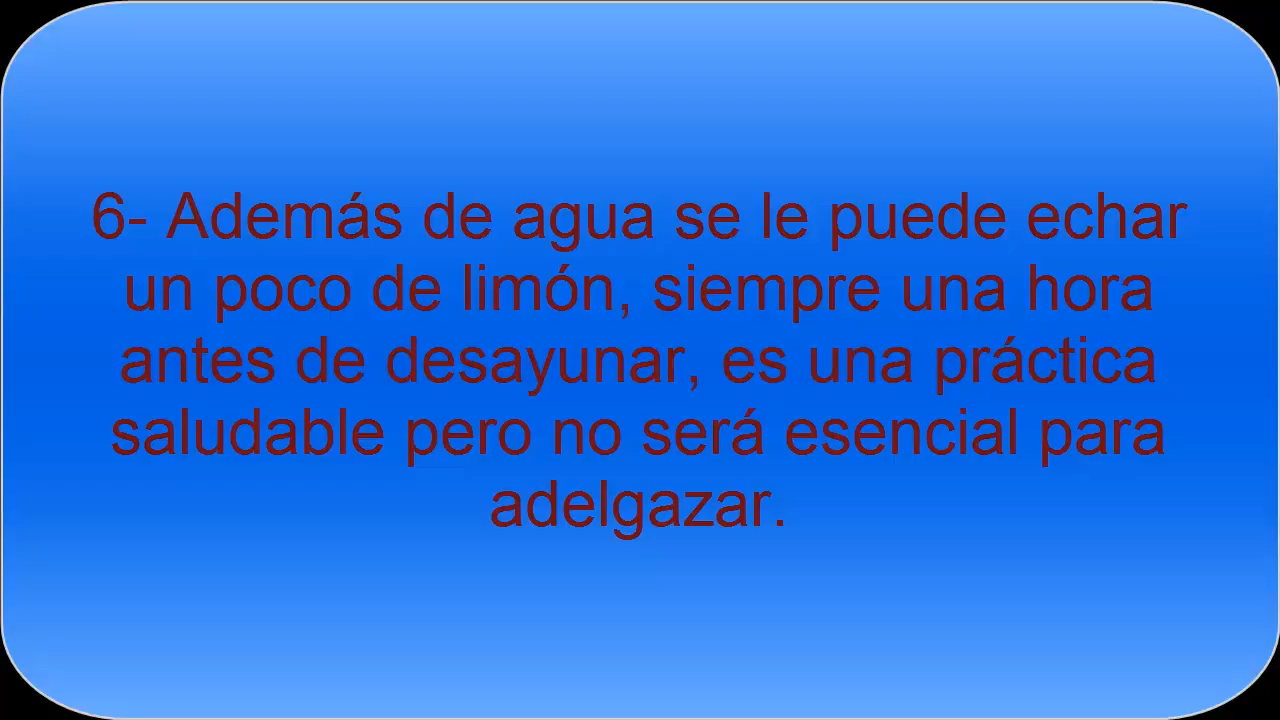 6- Además de agua se le puede echar
un poco de limón, siempre una hora
antes de desayunar, es una práctica
saludable pero no será esencial para
adelgazar.